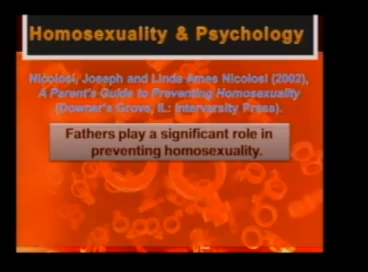 Homosexuality & Psychology
Nicolosi, Joseph and Linda Ames Nicolosi (2002),
A Parent's Guide to Preventing Homosexuality
(Downer's Grove, IL: Intervarsity Press).
Fathers play a significant role in
preventing homosexuality.